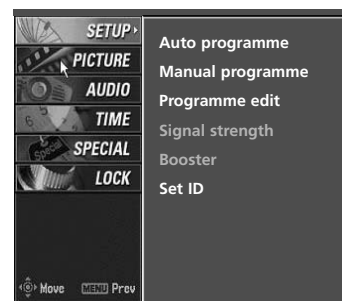 SETUP
PICTURE
AUDIO
TIME
SPECIAL
LOCK
Move MENU Prev
Auto programme
Manual programme
Programme edit
Signal strength
Booster
Set ID